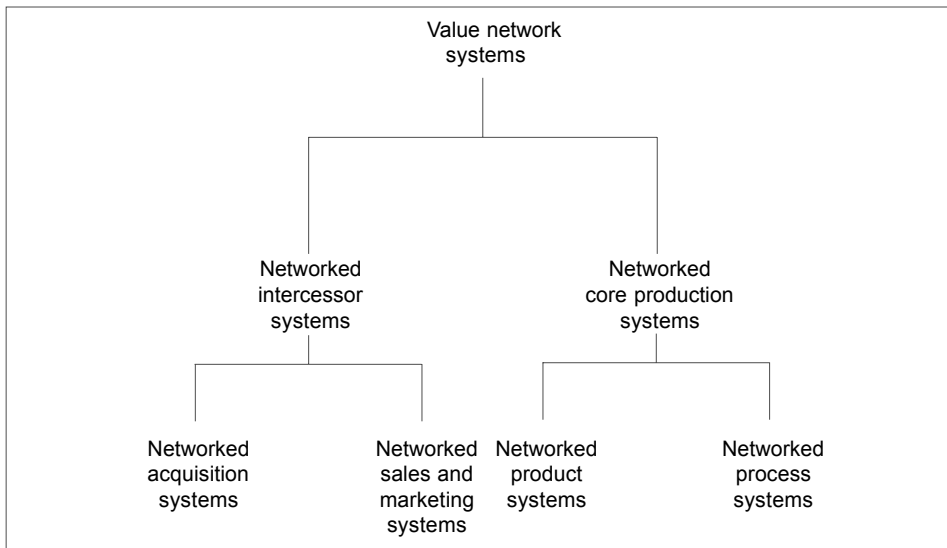 Value network
systems
Networked
intercessor
systems
Networked
core production
systems
Networked
acquisition
systems
Networked
sales and
marketing
systems
Networked
product
systems
Networked
process
systems